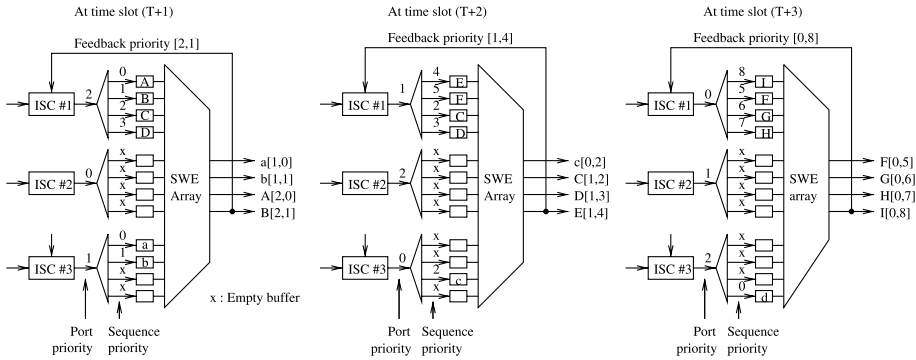 At time slot (T+1)
Feedback priority [2,1]
ISC #1
2
0
A
1
B
2
C
3
D
ISC #2
0
x
x
x
x
ISC #3
1
0
a
1
b
x
x
SWE
Array
a[1,0]
b[1,1]
A[2,0]
B[2,1]
x : Empty buffer
Port
priority
Sequence
priority
At time slot (T+2)
Feedback priority [1,4]
ISC #1
1
4
E
5
F
2
C
3
D
ISC #2
2
x
x
x
x
ISC #3
0
x
x
2
c
x
SWE
Array
c[0,2]
C[1,2]
D[1,3]
E[1,4]
Port
priority
Sequence
priority
At time slot (T+3)
Feedback priority [0,8]
ISC #1
0
8
I
5
F
6
G
7
H
ISC #2
1
x
x
x
x
ISC #3
2
x
x
x
0
d
SWE
array
F[0,5]
G[0,6]
H[0,7]
I[0,8]
Port
priority
Sequence
priority